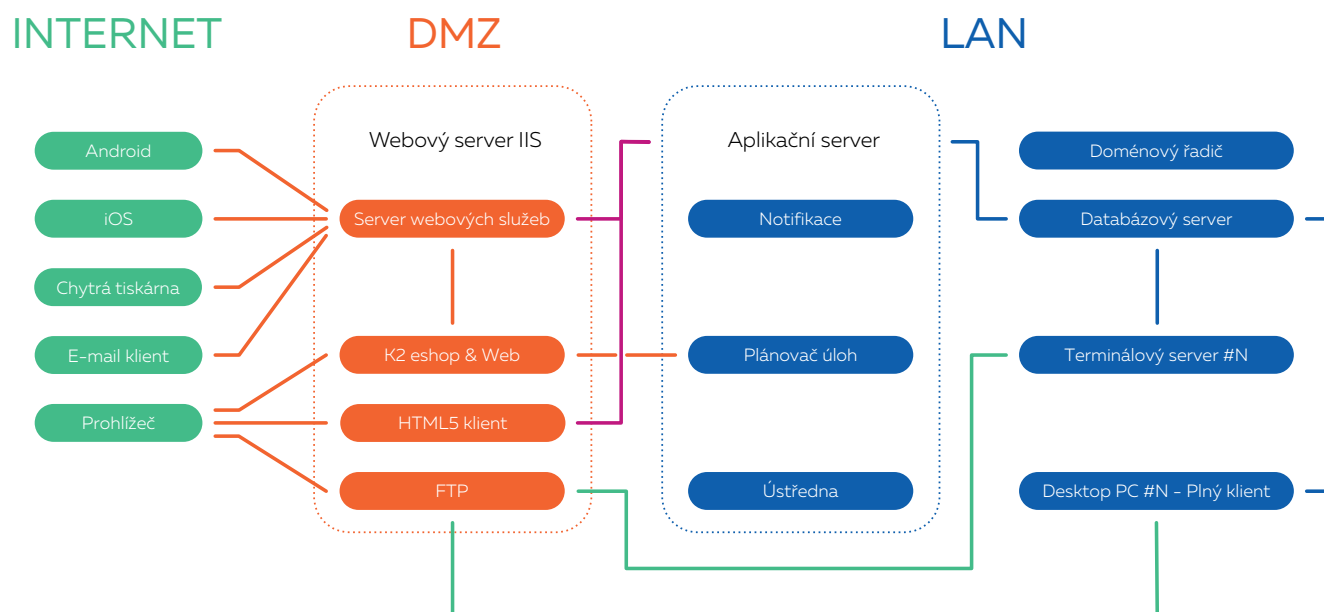 INTERNET
DMZ
LAN
Webový server IIS
Aplikační server
Android
Doménový řadič
iOS
Server webových služeb
Notifikace
Databázový server
Chytrá tiskárna
E-mail klient
K2 eshop & Web
Plánovač úloh
Terminálový server #N
Prohlížeč
HTML5 klient
FTP
Ústředna
Desktop PC #N - Plný klient